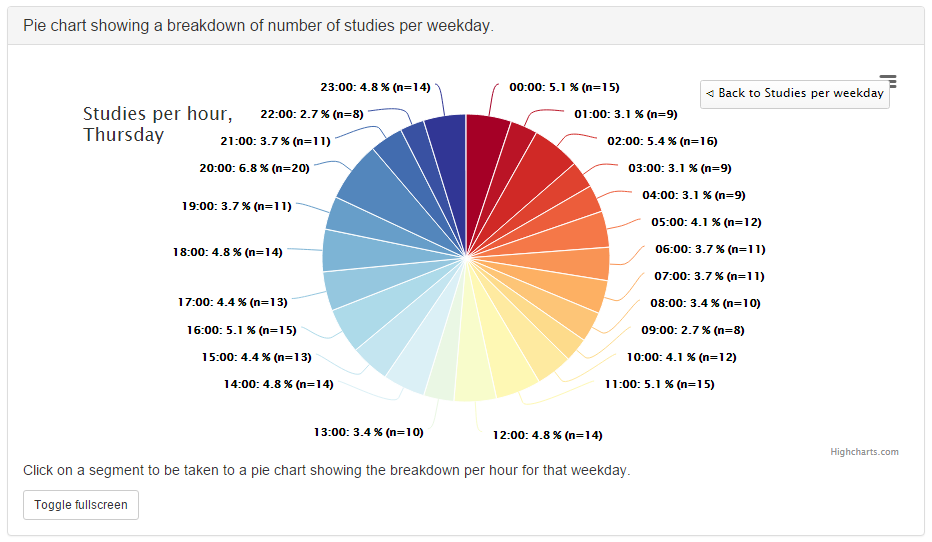 Pie chart showing a breakdown of number of studies per weekday.
⊲ Back to Studies per weekday
Studies per hour,
Thursday
00:00: 5.1 % (n=15)
01:00: 3.1 % (n=9)
02:00: 5.4 % (n=16)
03:00: 3.1 % (n=9)
04:00: 3.1 % (n=9)
05:00: 4.1 % (n=12)
06:00: 3.7 % (n=11)
07:00: 3.7 % (n=11)
08:00: 3.4 % (n=10)
09:00: 2.7 % (n=8)
10:00: 4.1 % (n=12)
11:00: 5.1 % (n=15)
12:00: 4.8 % (n=14)
13:00: 3.4 % (n=10)
14:00: 4.8 % (n=14)
15:00: 4.4 % (n=13)
16:00: 5.1 % (n=15)
17:00: 4.4 % (n=13)
18:00: 4.8 % (n=14)
19:00: 3.7 % (n=11)
20:00: 6.8 % (n=20)
21:00: 3.7 % (n=11)
22:00: 2.7 % (n=8)
23:00: 4.8 % (n=14)
Highcharts.com
Click on a segment to be taken to a pie chart showing the breakdown per hour for that weekday.
Toggle fullscreen